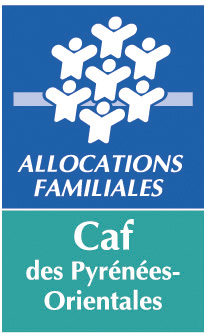 ALLOCATIONS
FAMILIALES
Caf
des Pyrénées-
Orientales